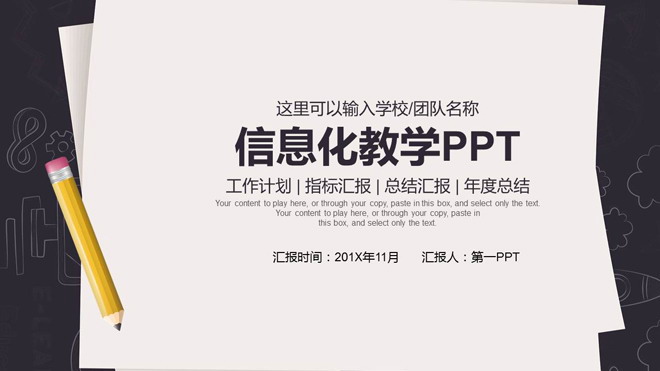 这里可以输入学校/团队名称
信息化教学PPT
工作计划 | 指标汇报 | 总结汇报 | 年度总结
Your content to play here, or through your copy, paste in this box, and select only the text.
Your content to play here, or through your copy, paste in
this box, and select only the text.
汇报时间：201X年11月 汇报人：第一PPT